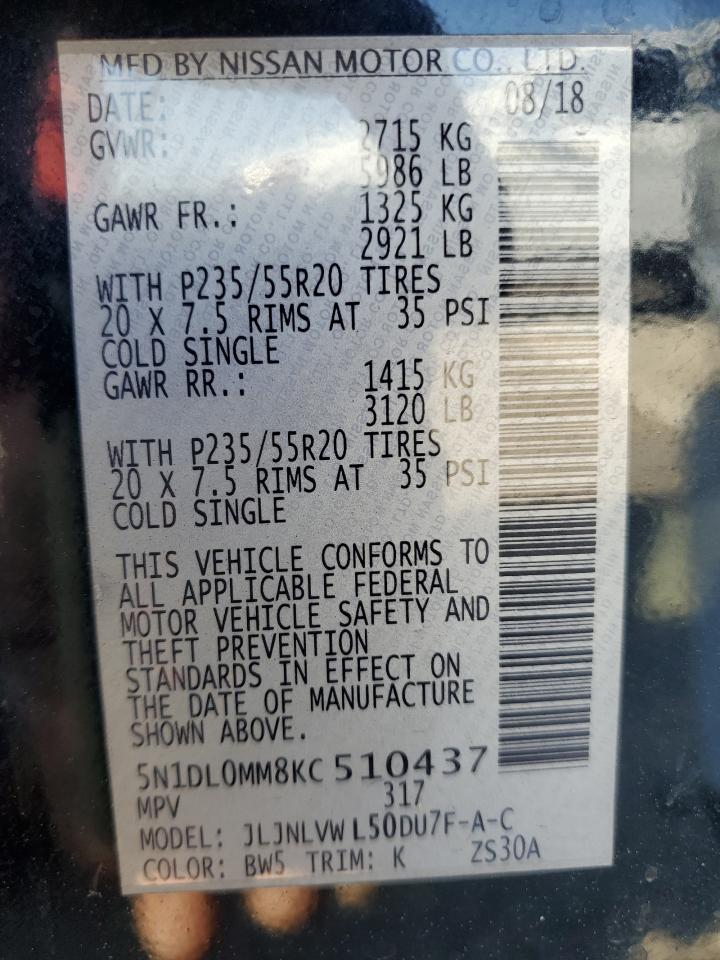 MFD BY NISSAN MOTOR CO., LTD.
DATE: 08/18
GVWR: 2715 KG
5986 LB
GAWR FR.: 1325 KG
2921 LB
WITH P235/55R20 TIRES
20 X 7.5 RIMS AT 35 PSI
COLD SINGLE
GAWR RR.: 1415 KG
3120 LB
WITH P235/55R20 TIRES
20 X 7.5 RIMS AT 35 PSI
COLD SINGLE
THIS VEHICLE CONFORMS TO
ALL APPLICABLE FEDERAL
MOTOR VEHICLE SAFETY AND
THEFT PREVENTION
STANDARDS IN EFFECT ON
THE DATE OF MANUFACTURE
SHOWN ABOVE.
5N1DL0MM8KC510437
MPV 317
MODEL: JLJNLVWL50DU7F-A-C
COLOR: BW5 TRIM: K ZS30A